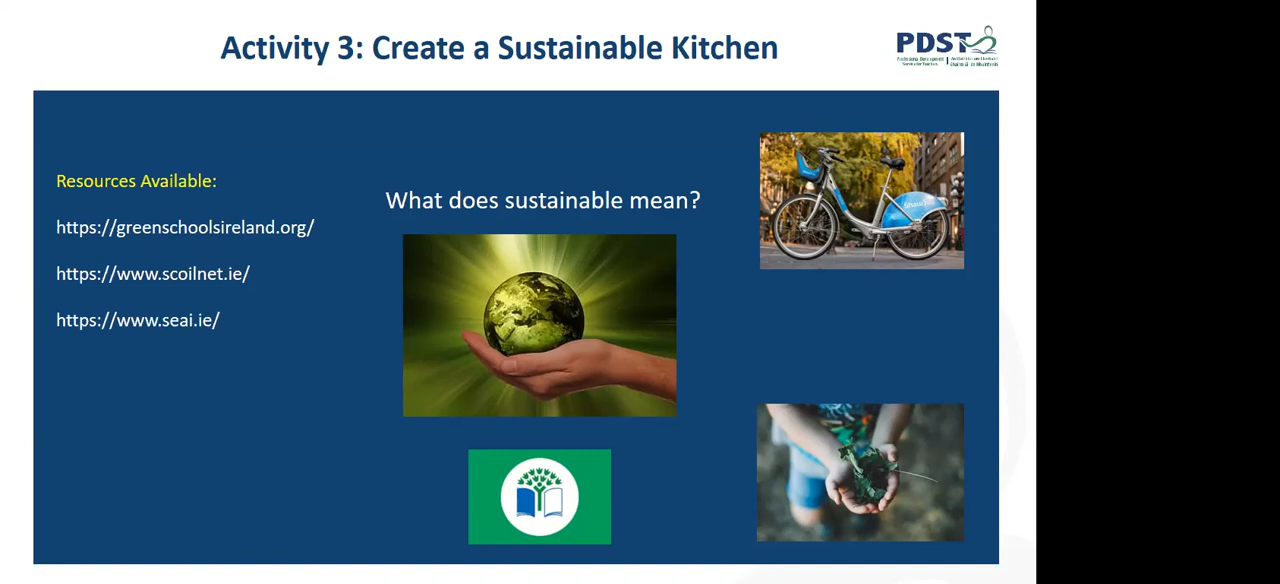 Activity 3: Create a Sustainable Kitchen
PDST
Resources Available:
https://greenschoolsireland.org/
https://www.scoilnet.ie/
https://www.seai.ie/
What does sustainable mean?